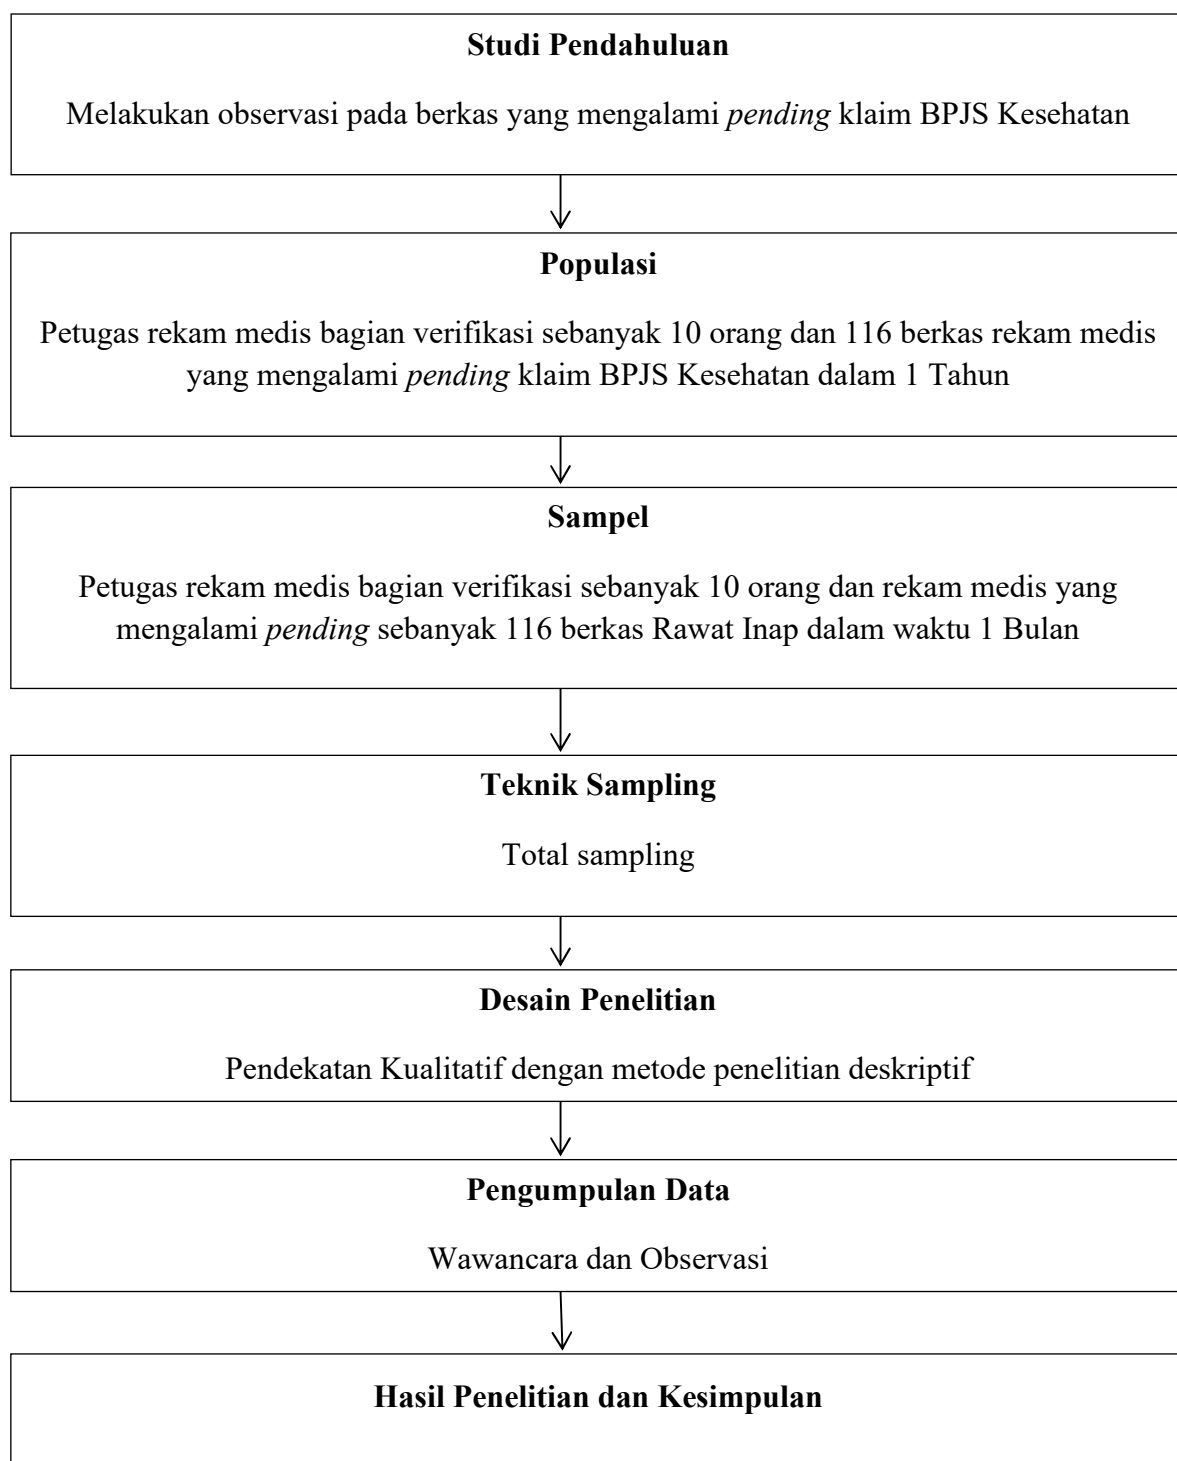 Studi Pendahuluan
Melakukan observasi pada berkas yang mengalami pending klaim BPJS Kesehatan
Populasi
Petugas rekam medis bagian verifikasi sebanyak 10 orang dan 116 berkas rekam medis
yang mengalami pending klaim BPJS Kesehatan dalam 1 Tahun
Sampel
Petugas rekam medis bagian verifikasi sebanyak 10 orang dan rekam medis yang
mengalami pending sebanyak 116 berkas Rawat Inap dalam waktu 1 Bulan
Teknik Sampling
Total sampling
Desain Penelitian
Pendekatan Kualitatif dengan metode penelitian deskriptif
Pengumpulan Data
Wawancara dan Observasi
Hasil Penelitian dan Kesimpulan